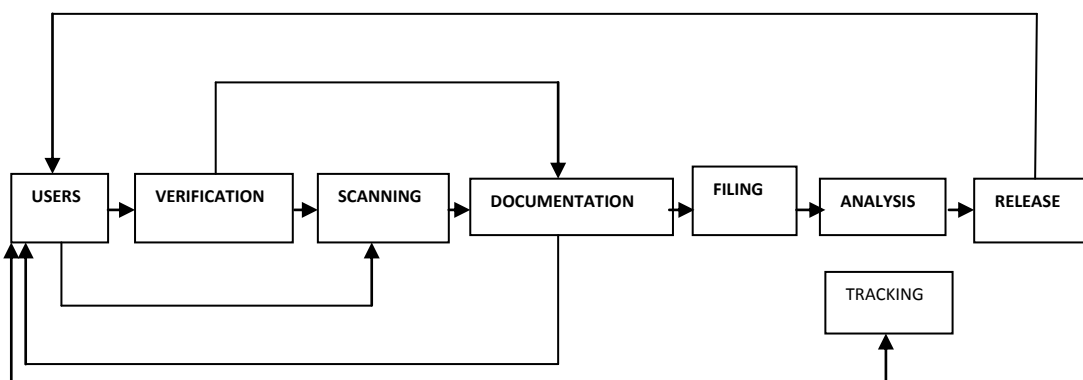 USERS
VERIFICATION
SCANNING
DOCUMENTATION
FILING
ANALYSIS
RELEASE
TRACKING